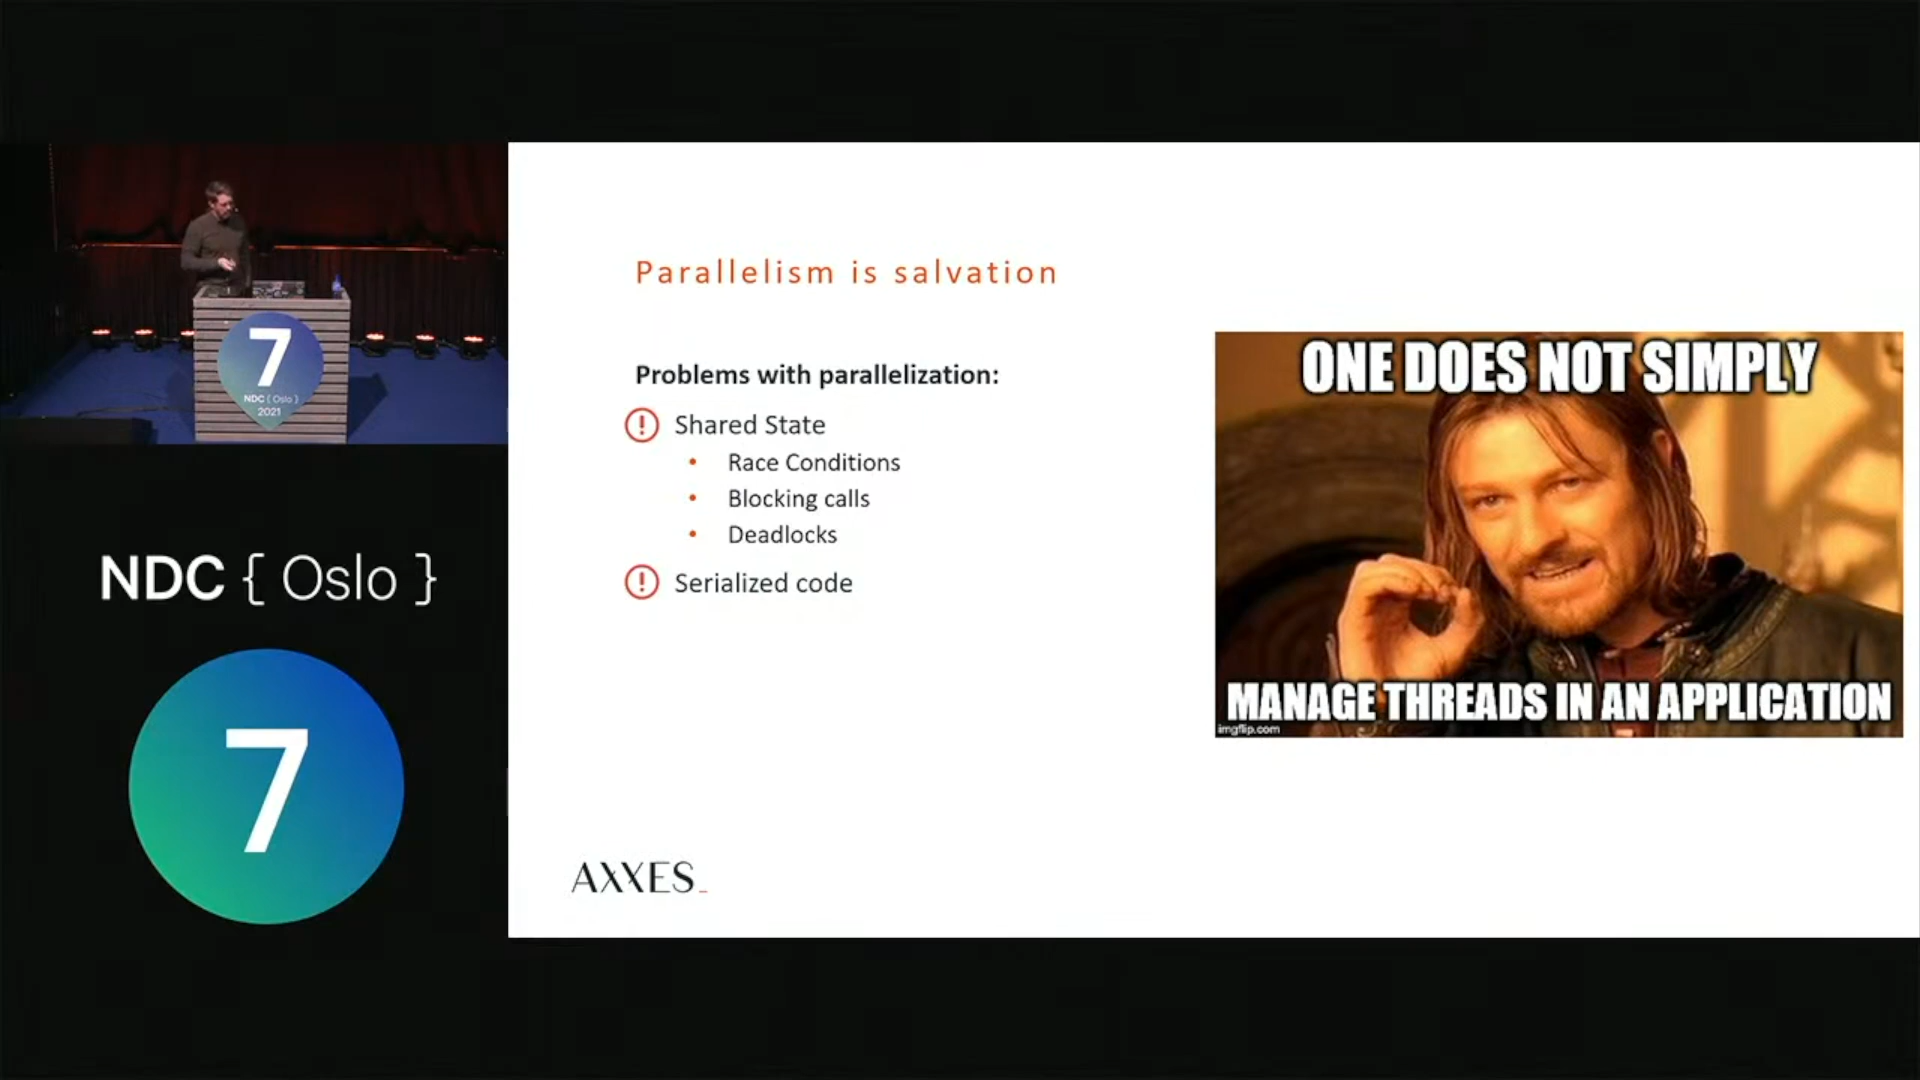 7
NDC { Oslo }
2021
NDC { Oslo }
7
Parallelism is salvation
Problems with parallelization:
! Shared State
• Race Conditions
• Blocking calls
• Deadlocks
! Serialized code
AXXES_
ONE DOES NOT SIMPLY
MANAGE THREADS IN AN APPLICATION
imgflip.com